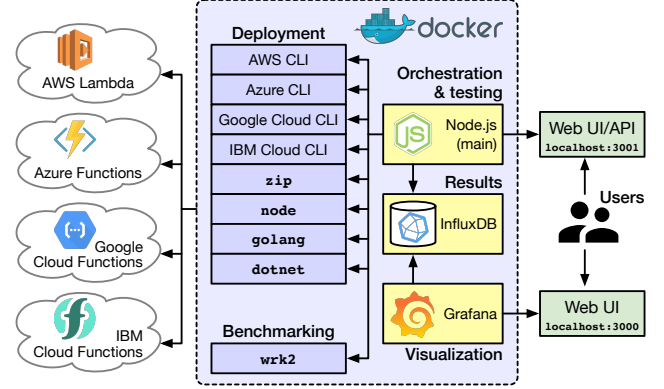 AWS Lambda
Azure Functions
Google
Cloud Functions
IBM
Cloud Functions
Deployment
AWS CLI
Azure CLI
Google Cloud CLI
IBM Cloud CLI
zip
node
golang
dotnet
Benchmarking
wrk2
docker
Orchestration
& testing
JS
Node.js
(main)
Results
InfluxDB
Grafana
Visualization
Web UI/API
localhost:3001
Users
Web UI
localhost:3000